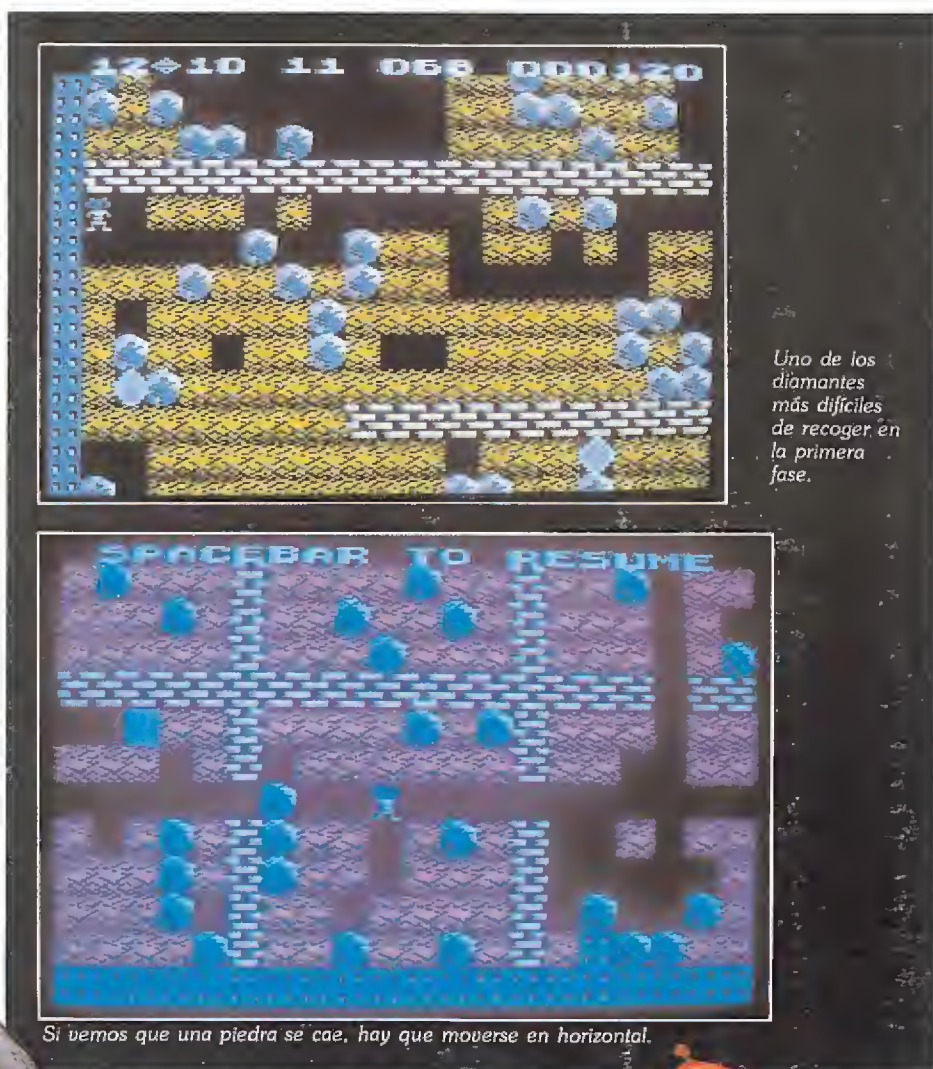 12♦10 11 068 000120
Uno de los
diamantes
más difíciles
de recoger en
la primera
fase.
SPACEBAR TO RESUME
Si vemos que una piedra se cae, hay que moverse en horizontal.